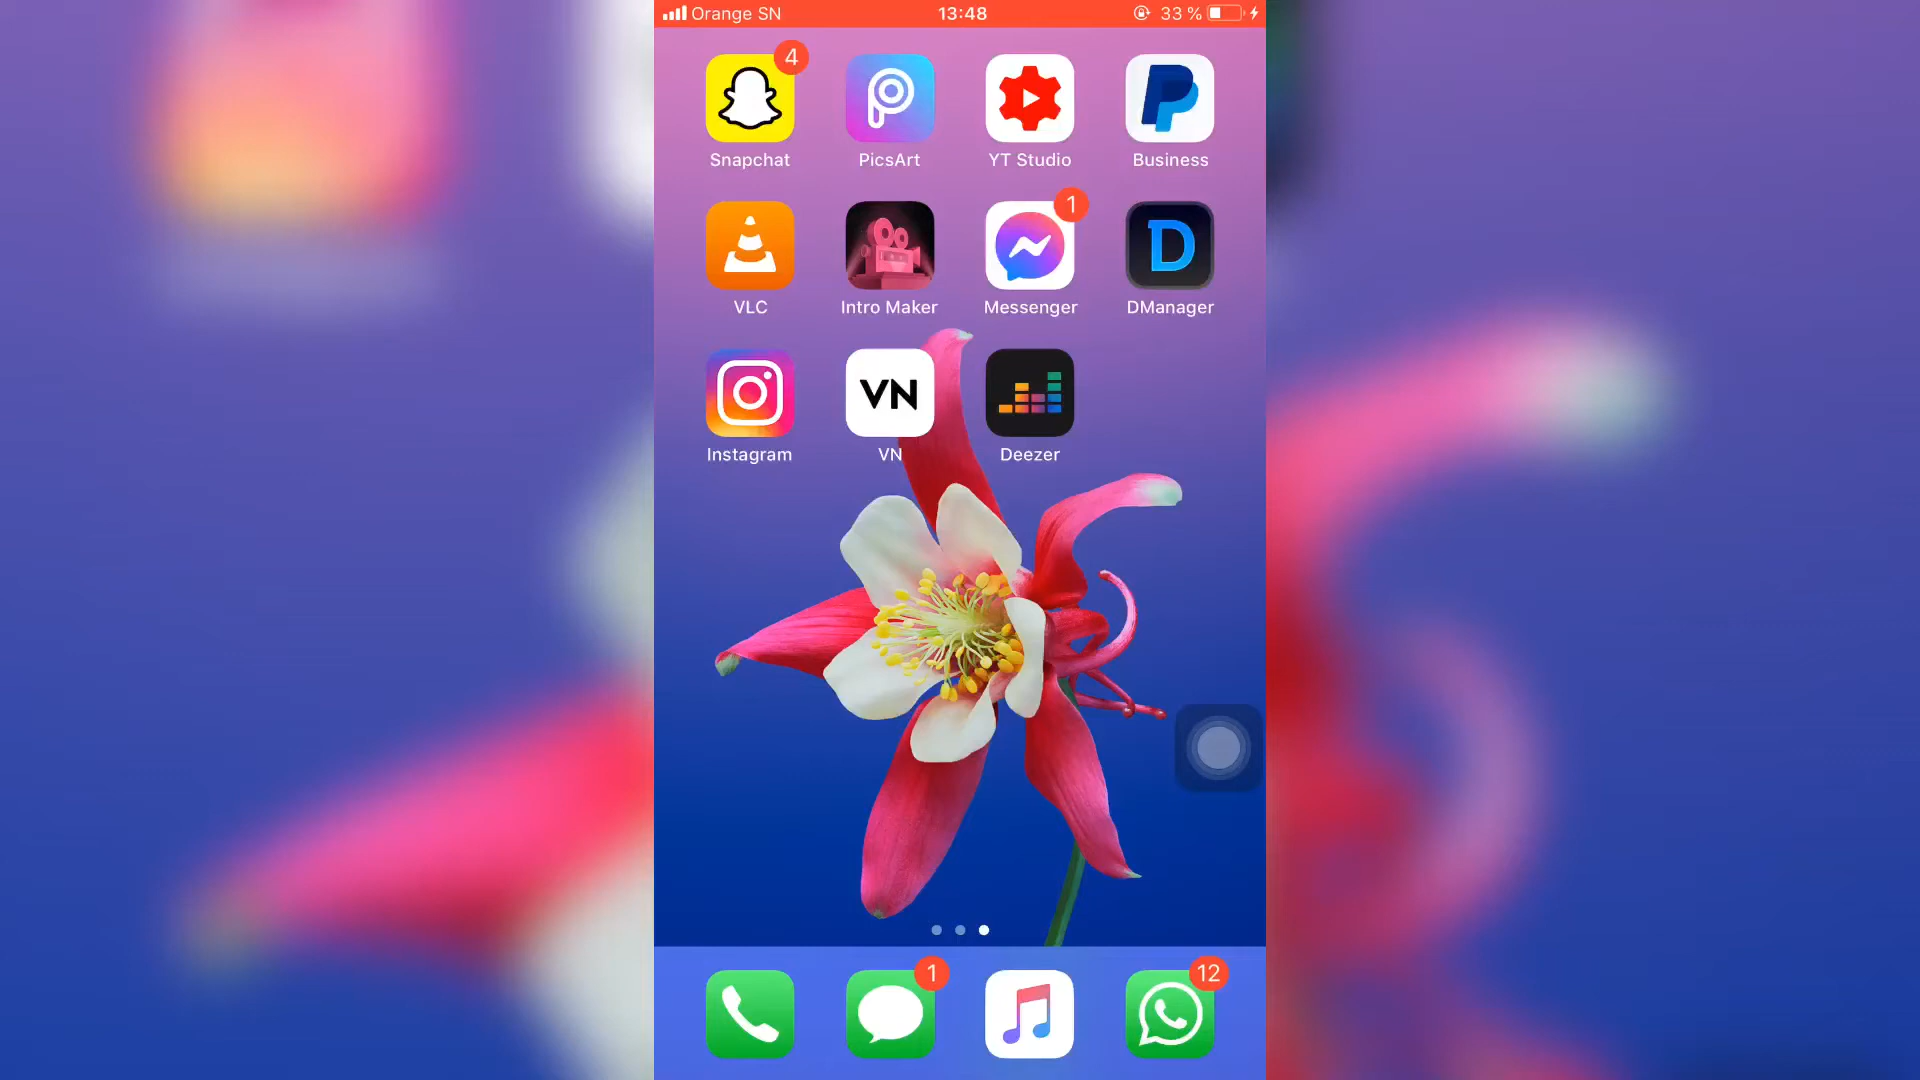 Orange SN 13:48 33 %
4
Snapchat PicsArt YT Studio Business
1
D
VLC Intro Maker Messenger DManager
VN
Instagram VN Deezer
1 12